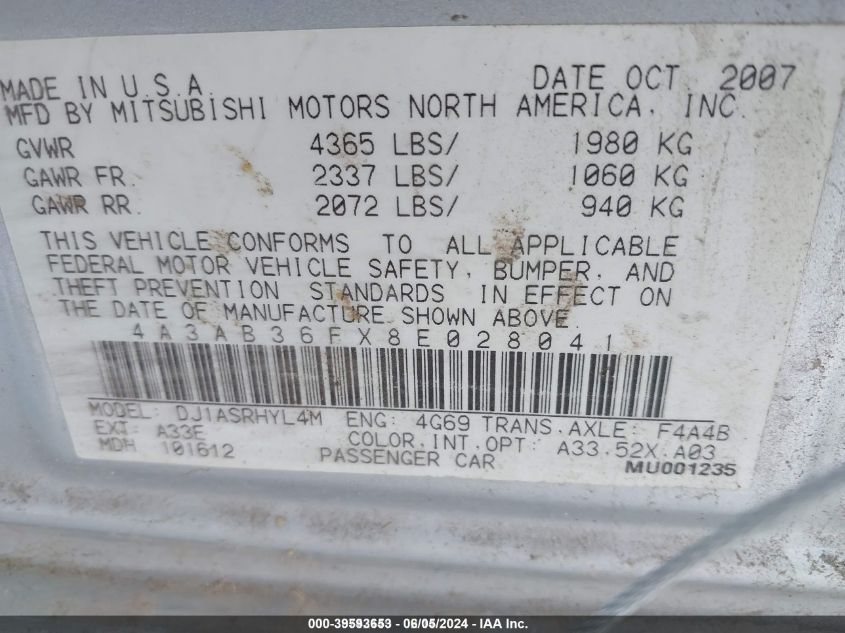 MADE IN U.S.A. DATE OCT 2007
MFD BY MITSUBISHI MOTORS NORTH AMERICA, INC.
GVWR 4365 LBS/ 1980 KG
GAWR FR. 2337 LBS/ 1060 KG
GAWR RR. 2072 LBS/ 940 KG
THIS VEHICLE CONFORMS TO ALL APPLICABLE
FEDERAL MOTOR VEHICLE SAFETY, BUMPER, AND
THEFT PREVENTION STANDARDS IN EFFECT ON
THE DATE OF MANUFACTURE SHOWN ABOVE.
4A3AB36FX8E028041
MODEL: DJ1ASRHYL4M ENG: 4G69 TRANS.AXLE: F4A4B
EXT: A33E COLOR.INT.OPT: A33.52X.A03
MDH 101612 PASSENGER CAR MU001235
000-39593653 - 06/05/2024 - IAA Inc.